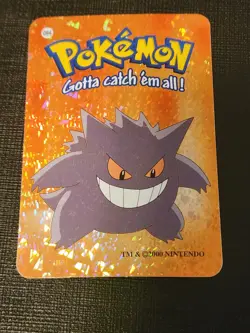 POKéMON
Gotta catch 'em all!
TM & ©2000 NINTENDO